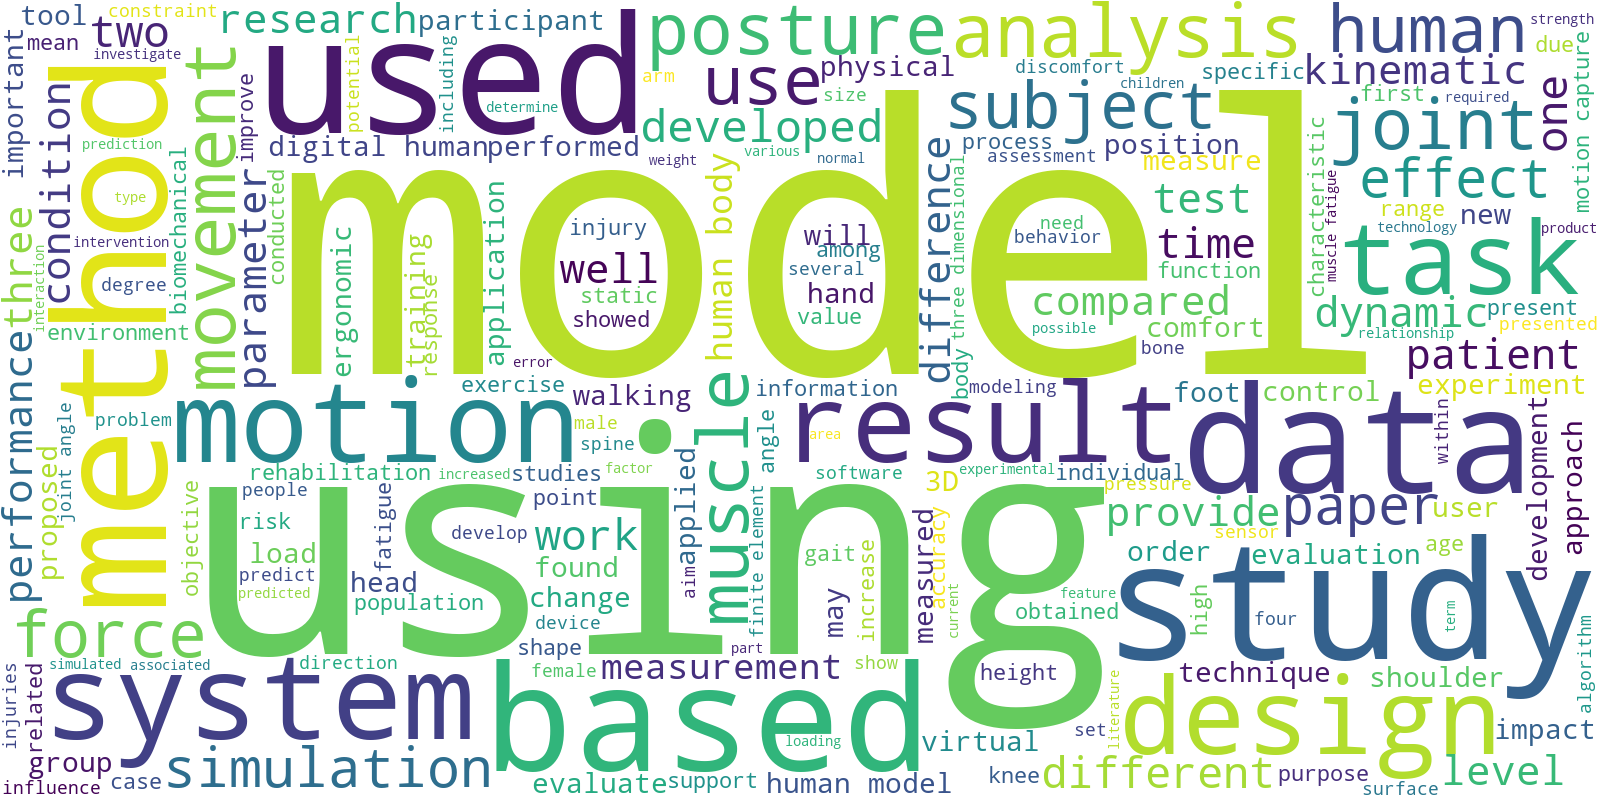 tool
constraint
research
participant
posture
analysis
human
strength
important
mean
two
investigate
used
potential
including
arm
use
physical
discomfort
specific
due
motion capture
determine
size
children
kinematic
method
condition
movement
improve
developed
subject
first
required
joint
one
prediction
digital human
performed
weight
various
normal
process
assessment
position
measure
characteristic
type
biomechanical
parameter
conducted
model
human body
difference
body three dimensional
test
effect
muscle fatigue
range
new
technology
product
three
intervention
interaction
degree
environment
ergonomic
training
response
application
injury
well
static
showed
will
among
several
hand
value
need
behavior
time
function
compared
possible
comfort
task
dynamic
present
presented
relationship
error
bone
patient
performance
problem
joint angle
proposed
motion
exercise
walking
male
spine
muscle
information
angle
area
result
modeling
foot
control
experiment
data
within
development
approach
rehabilitation
increased
studies
factor
applied
software
experimental
individual
3D
pressure
people
point
objective
risk
load
predict
predicted
fatigue
head
population
develop
using
work
found
change
device
aim
finite element
gait
may
increase
measured
accuracy
current
provide
paper
user
sensor
order
evaluation
age
feature
obtained
high
four
term
study
force
simulated
associated
direction
shape
female
measurement
part
show
height
technique
shoulder
algorithm
injuries
related
system
based
loading
literature
design
impact
group
influence
case
simulation
evaluate
support
human model
virtual
set
knee
different
purpose
surface
level